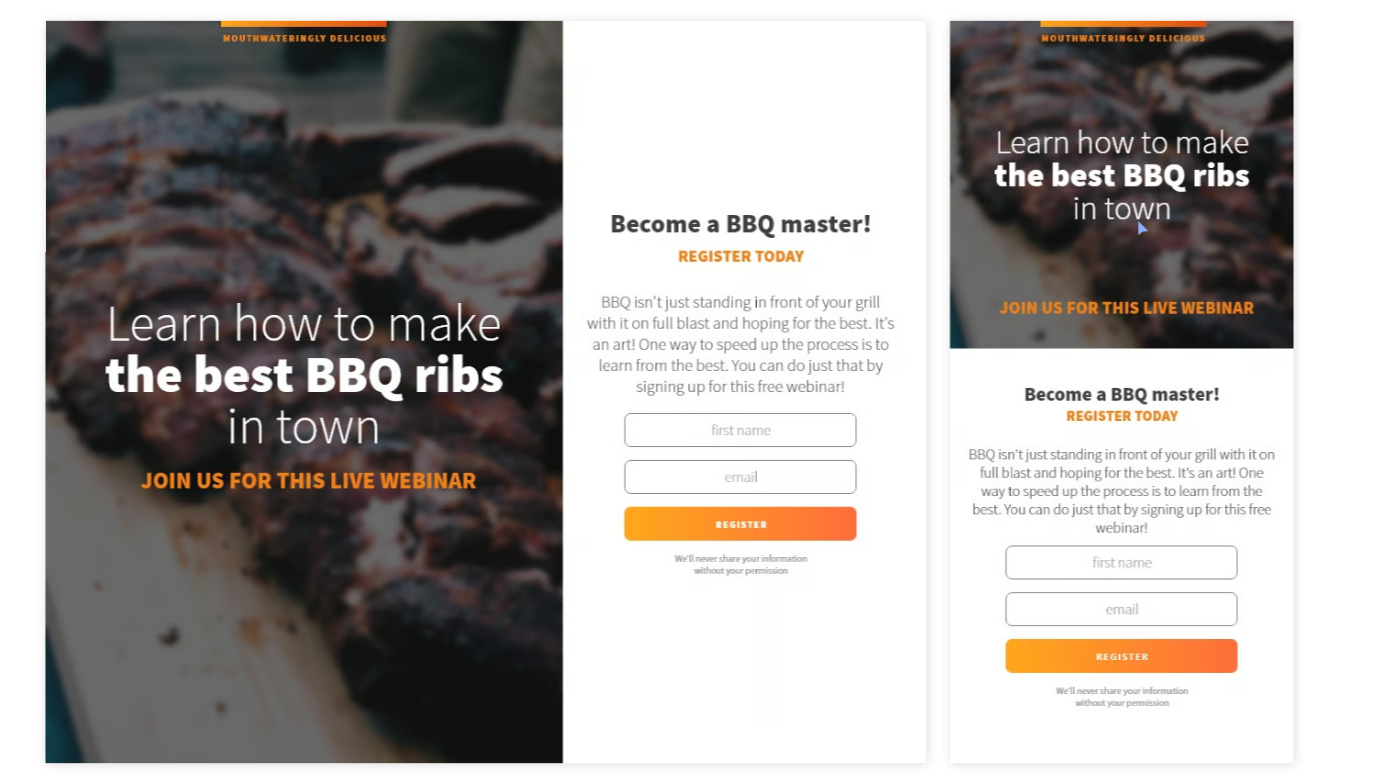 MOUTHWATERINGLY DELICIOUS
Learn how to make
the best BBQ ribs
in town
JOIN US FOR THIS LIVE WEBINAR
Become a BBQ master!
REGISTER TODAY
BBQ isn't just standing in front of your grill
with it on full blast and hoping for the best. It's
an art! One way to speed up the process is to
learn from the best. You can do just that by
signing up for this free webinar!
first name
email
REGISTER
We'll never share your information
without your permission
MOUTHWATERINGLY DELICIOUS
Learn how to make
the best BBQ ribs
in town
JOIN US FOR THIS LIVE WEBINAR
Become a BBQ master!
REGISTER TODAY
BBQ isn't just standing in front of your grill with it on
full blast and hoping for the best. It's an art! One
way to speed up the process is to learn from the
best. You can do just that by signing up for this free
webinar!
first name
email
REGISTER
We'll never share your information
without your permission